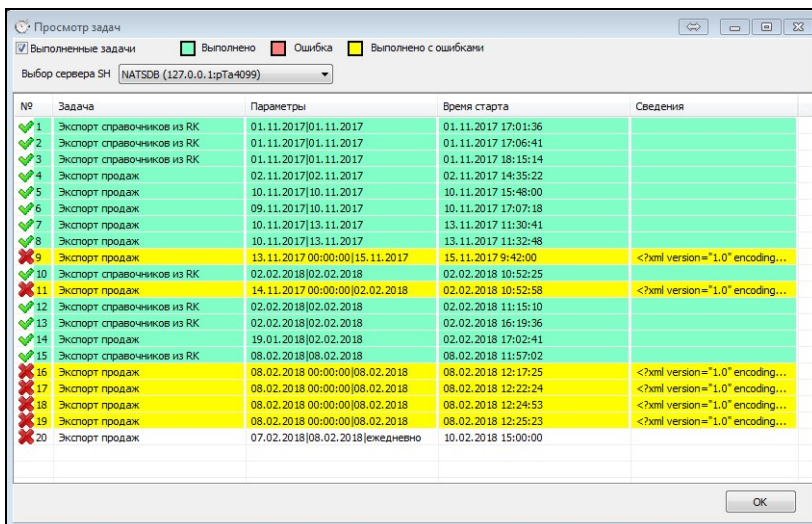 Просмотр задач
Выполненные задачи Выполнено Ошибка Выполнено с ошибками
Выбор сервера SH NATSDB (127.0.0.1:pTa4099)
№ Задача Параметры Время старта Сведения
1 Экспорт справочников из RK 01.11.2017|01.11.2017 01.11.2017 17:01:36
2 Экспорт справочников из RK 01.11.2017|01.11.2017 01.11.2017 17:06:41
3 Экспорт справочников из RK 01.11.2017|01.11.2017 01.11.2017 18:15:14
4 Экспорт продаж 02.11.2017|02.11.2017 02.11.2017 14:35:22
5 Экспорт продаж 10.11.2017|10.11.2017 10.11.2017 15:48:00
6 Экспорт продаж 09.11.2017|10.11.2017 10.11.2017 17:07:18
7 Экспорт продаж 10.11.2017|13.11.2017 13.11.2017 11:30:41
8 Экспорт продаж 10.11.2017|13.11.2017 13.11.2017 11:32:48
9 Экспорт продаж 13.11.2017 00:00:00|15.11.2017 15.11.2017 9:42:00 <?xml version="1.0" encoding...
10 Экспорт справочников из RK 02.02.2018|02.02.2018 02.02.2018 10:52:25
11 Экспорт продаж 14.11.2017 00:00:00|02.02.2018 02.02.2018 10:52:58 <?xml version="1.0" encoding...
12 Экспорт справочников из RK 02.02.2018|02.02.2018 02.02.2018 11:15:10
13 Экспорт справочников из RK 02.02.2018|02.02.2018 02.02.2018 16:19:36
14 Экспорт продаж 19.01.2018|02.02.2018 02.02.2018 17:02:41
15 Экспорт справочников из RK 08.02.2018|08.02.2018 08.02.2018 11:57:02
16 Экспорт продаж 08.02.2018 00:00:00|08.02.2018 08.02.2018 12:17:25 <?xml version="1.0" encoding...
17 Экспорт продаж 08.02.2018 00:00:00|08.02.2018 08.02.2018 12:22:24 <?xml version="1.0" encoding...
18 Экспорт продаж 08.02.2018 00:00:00|08.02.2018 08.02.2018 12:24:53 <?xml version="1.0" encoding...
19 Экспорт продаж 08.02.2018 00:00:00|08.02.2018 08.02.2018 12:25:23 <?xml version="1.0" encoding...
20 Экспорт продаж 07.02.2018|08.02.2018|ежедневно 10.02.2018 15:00:00
OK